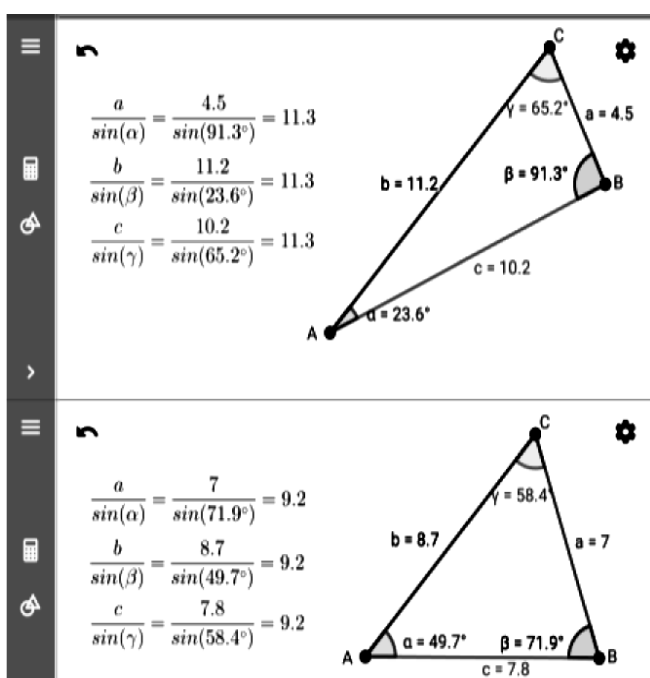 a/sin(α) = 4.5/sin(91.3°) = 11.3
b/sin(β) = 11.2/sin(23.6°) = 11.3
c/sin(γ) = 10.2/sin(65.2°) = 11.3
C
γ = 65.2°
a = 4.5
b = 11.2
β = 91.3°
B
c = 10.2
α = 23.6°
A
a/sin(α) = 7/sin(71.9°) = 9.2
b/sin(β) = 8.7/sin(49.7°) = 9.2
c/sin(γ) = 7.8/sin(58.4°) = 9.2
C
γ = 58.4°
b = 8.7
a = 7
α = 49.7°
β = 71.9°
A
B
c = 7.8